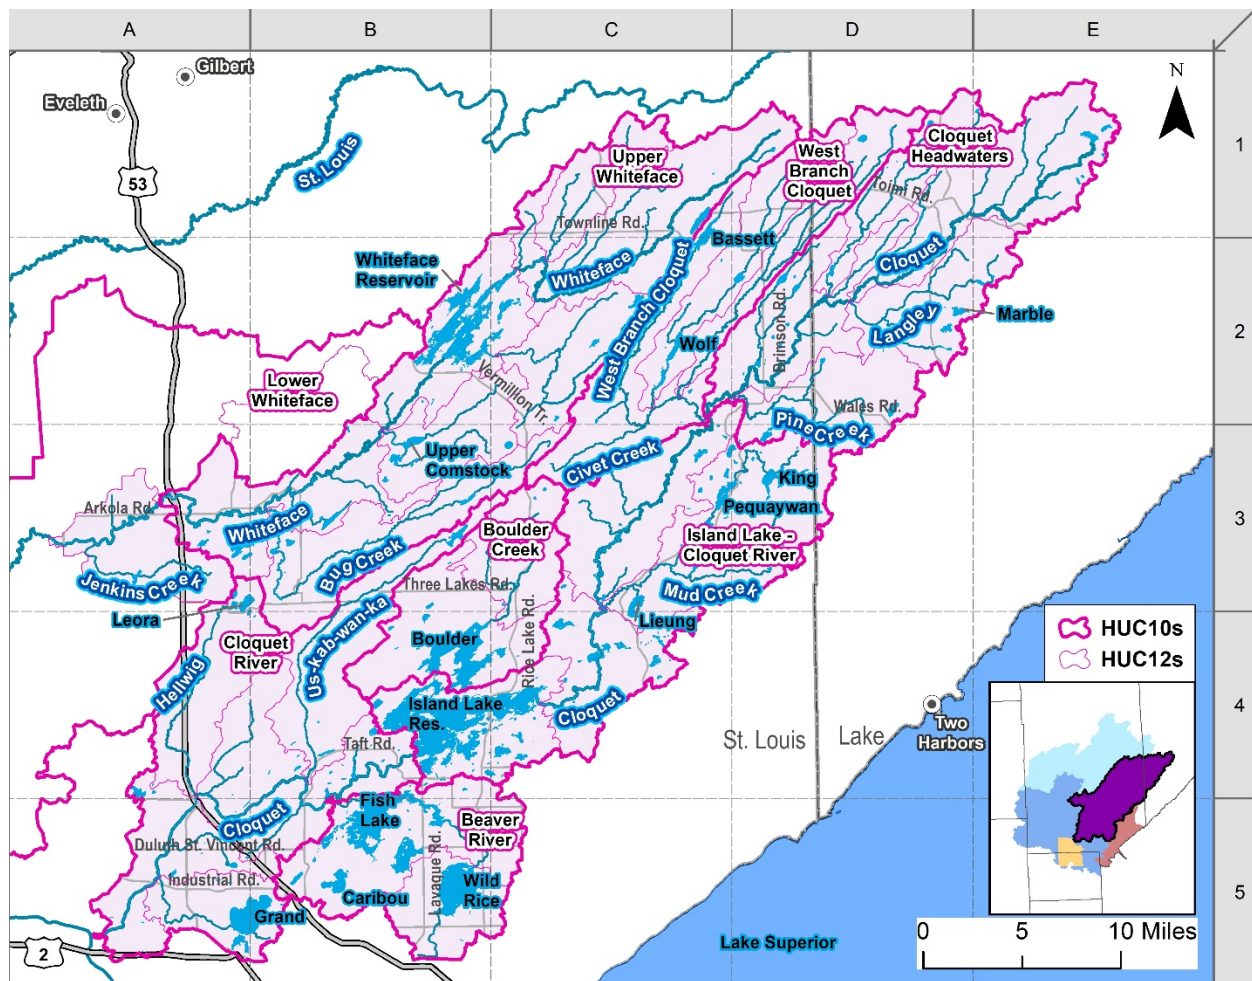 A
B
C
D
E
Gilbert
Eveleth
N
1
53
St. Louis
Upper
Whiteface
West
Branch
Cloquet
Cloquet
Headwaters
Toimi Rd.
Townline Rd.
Bassett
Whiteface
Reservoir
Whiteface
West Branch Cloquet
Cloquet
Langley
Marble
2
Wolf
Brimson Rd.
Lower
Whiteface
Vermillion Tr.
Wales Rd.
Pine Creek
Upper
Comstock
Civet Creek
King
Pequaywan
Arkola Rd.
Whiteface
Boulder
Creek
Island Lake -
Cloquet River
3
Bug Creek
Jenkins Creek
Three Lakes Rd.
Mud Creek
Leora
Lieung
HUC10s
HUC12s
Cloquet
River
Us-kab-wan-ka
Boulder
Rice Lake Rd.
Hellwig
Island Lake
Res.
Cloquet
4
Taft Rd.
St. Louis
Lake
Two
Harbors
Fish
Lake
Cloquet
Beaver
River
Duluth St. Vincent Rd.
Lavaque Rd.
Industrial Rd.
Caribou
Wild
Rice
5
Grand
Lake Superior
2
0
5
10 Miles